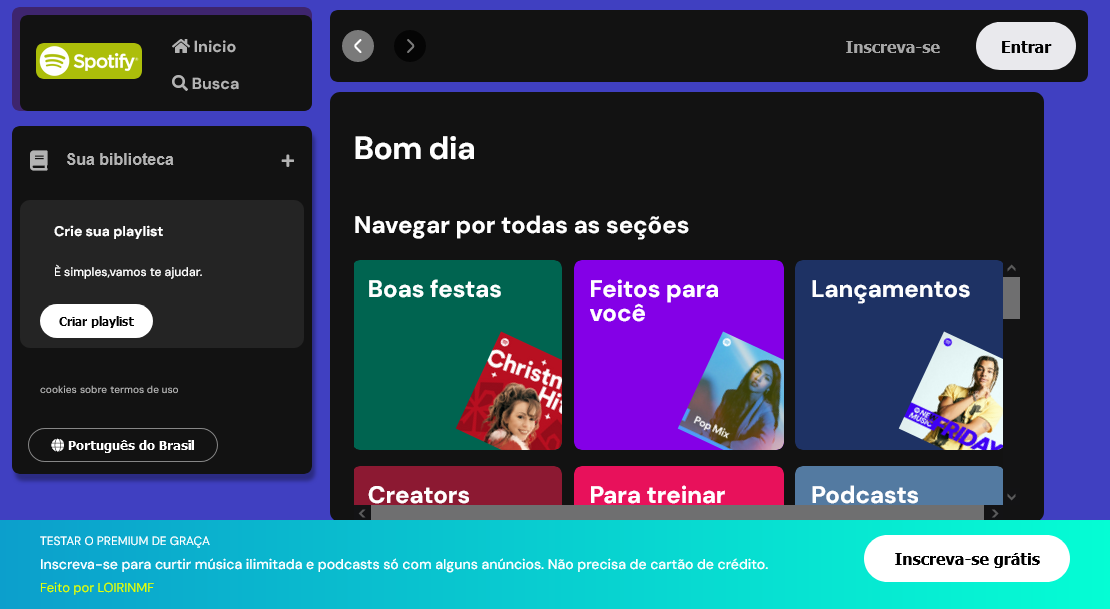 Spotify
Inicio
Busca
Inscreva-se
Entrar
Sua biblioteca
+
Crie sua playlist
È simples,vamos te ajudar.
Criar playlist
cookies sobre termos de uso
Português do Brasil
Bom dia
Navegar por todas as seções
Boas festas
Christm
Hit
Feitos para
você
Pop Mix
Lançamentos
NE
MUSIC
FRIDAY
Creators
Para treinar
Podcasts
TESTAR O PREMIUM DE GRAÇA
Inscreva-se para curtir música ilimitada e podcasts só com alguns anúncios. Não precisa de cartão de crédito.
Feito por LOIRINMF
Inscreva-se grátis